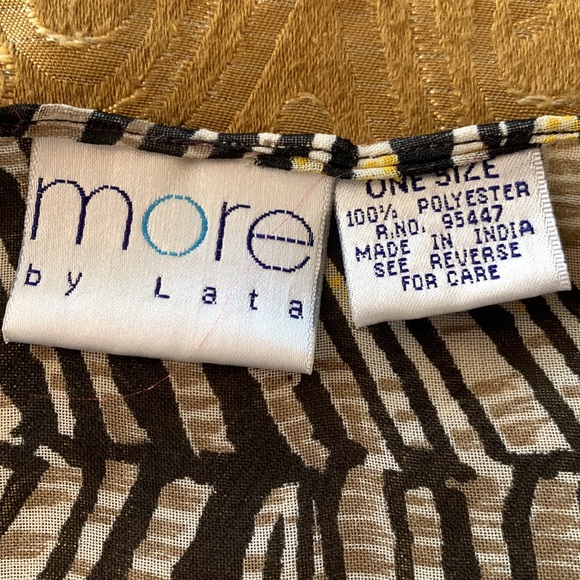 more
by Lata
ONE SIZE
100% POLYESTER
R.NO. 95447
MADE IN INDIA
SEE REVERSE
FOR CARE